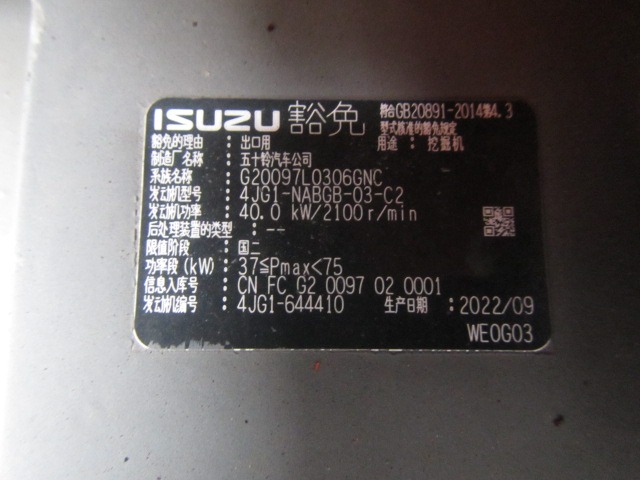 ISUZU 豁免 符合GB20891-2014第4.3
型式核准的豁免规定
豁免的理由 : 出口用 用途 : 挖掘机
制造厂名称 : 五十铃汽车公司
系族名称 : G20097L0306GNC
发动机型号 : 4JG1-NABGB-03-C2
发动机功率 : 40.0 kW/2100r/min
后处理装置的类型 : --
限值阶段 : 国二
功率段 (kW) : 37≦Pmax<75
信息入库号 : CN FC G2 0097 02 0001
发动机编号 : 4JG1-644410 生产日期 : 2022/09
WE0G03